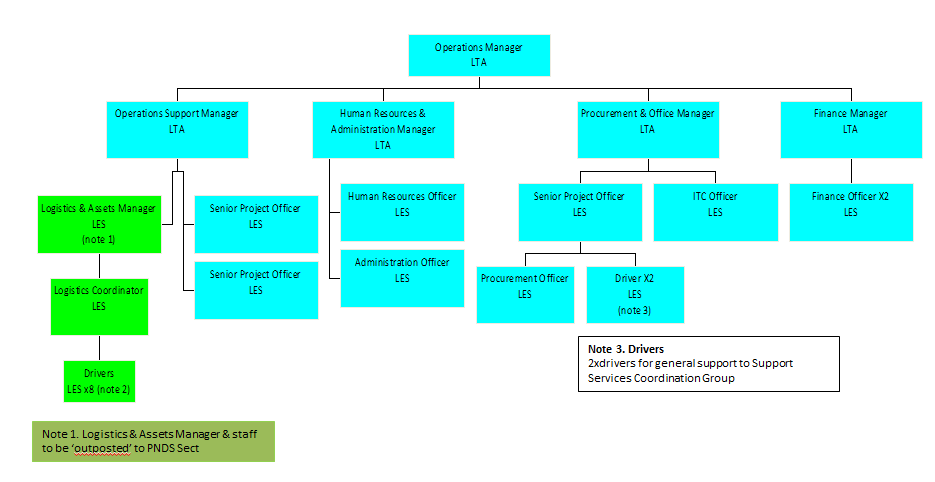 Operations Manager
LTA
Operations Support Manager
LTA
Human Resources &
Administration Manager
LTA
Procurement & Office Manager
LTA
Finance Manager
LTA
Logistics & Assets Manager
LES
(note 1)
Senior Project Officer
LES
Human Resources Officer
LES
Senior Project Officer
LES
ITC Officer
LES
Finance Officer X2
LES
Senior Project Officer
LES
Administration Officer
LES
Logistics Coordinator
LES
Procurement Officer
LES
Driver X2
LES
(note 3)
Drivers
LES x8 (note 2)
Note 3. Drivers
2xdrivers for general support to Support
Services Coordination Group
Note 1. Logistics & Assets Manager & staff
to be ‘outposted’ to PNDS Sect